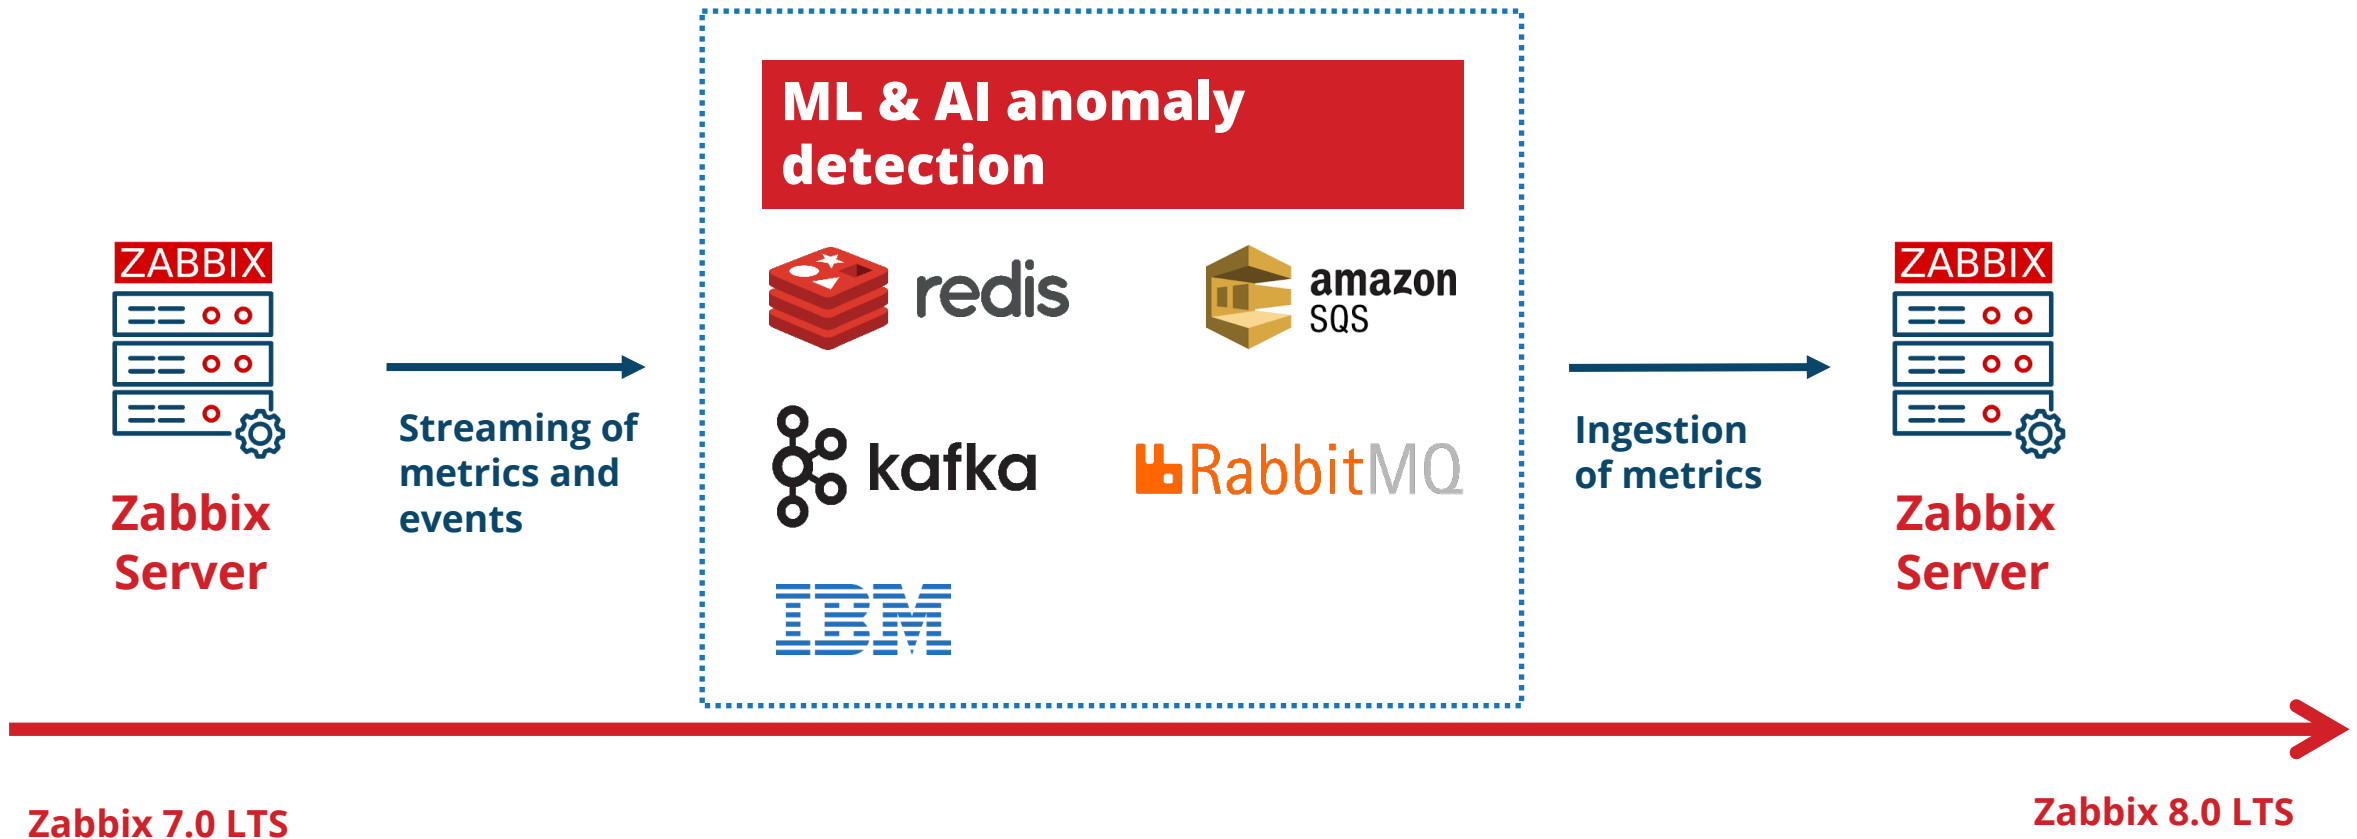 ML & AI anomaly
detection
ZABBIX
Zabbix
Server
Streaming of
metrics and
events
redis
amazon
SQS
kafka
RabbitMQ
IBM
Ingestion
of metrics
ZABBIX
Zabbix
Server
Zabbix 7.0 LTS
Zabbix 8.0 LTS